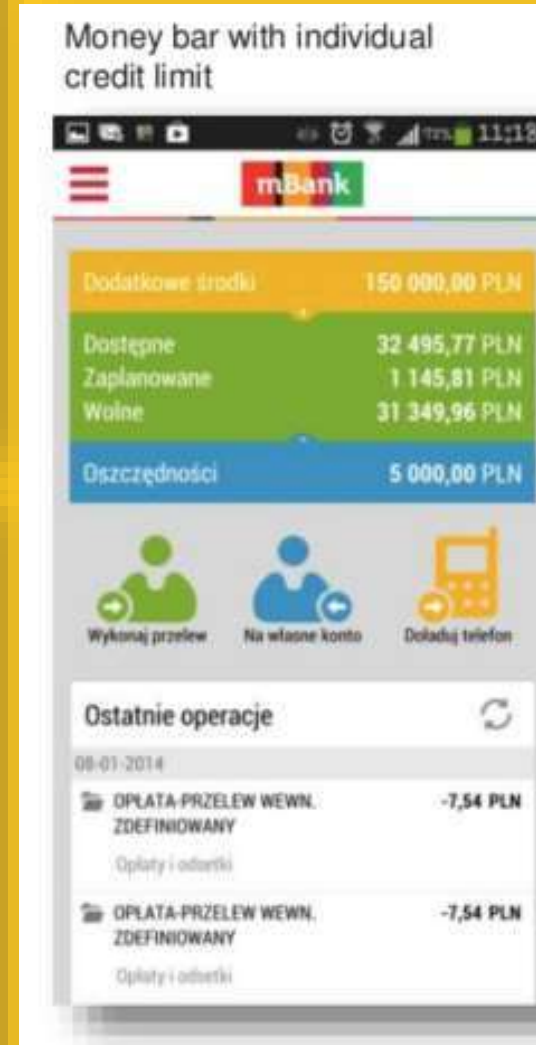 Money bar with individual
credit limit
11:18
mBank
Dodatkowe środki 150 000,00 PLN
Dostępne 32 495,77 PLN
Zaplanowane 1 145,81 PLN
Wolne 31 349,96 PLN
Oszczędności 5 000,00 PLN
Wykonaj przelew Na własne konto Doładuj telefon
Ostatnie operacje
08-01-2014
OPŁATA-PRZELEW WEWN. -7,54 PLN
ZDEFINIOWANY
Opłaty i odsetki
OPŁATA-PRZELEW WEWN. -7,54 PLN
ZDEFINIOWANY
Opłaty i odsetki